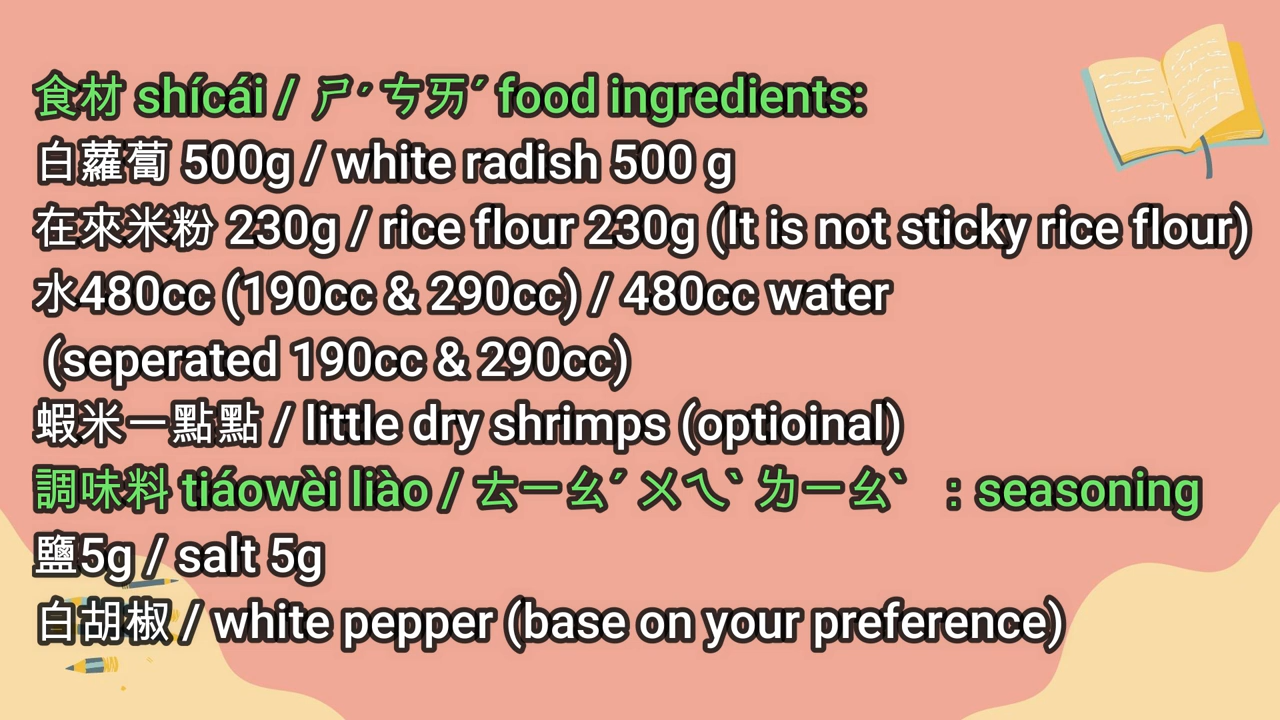 食材 shícái / ㄕˊ ㄘㄞˊ food ingredients:
白蘿蔔 500g / white radish 500 g
在來米粉 230g / rice flour 230g (It is not sticky rice flour)
水480cc (190cc & 290cc) / 480cc water
(seperated 190cc & 290cc)
蝦米一點點 / little dry shrimps (optioinal)
調味料 tiáowèi liào / ㄊㄧㄠˊ ㄨㄟˋ ㄌㄧㄠˋ ：seasoning
鹽5g / salt 5g
白胡椒 / white pepper (base on your preference)